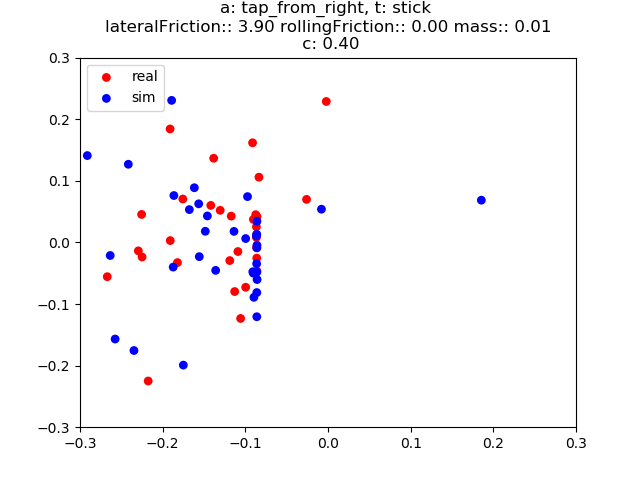 a: tap_from_right, t: stick
lateralFriction:: 3.90 rollingFriction:: 0.00 mass:: 0.01
c: 0.40
real
sim
0.3
0.2
0.1
0.0
−0.1
−0.2
−0.3
−0.3 −0.2 −0.1 0.0 0.1 0.2 0.3